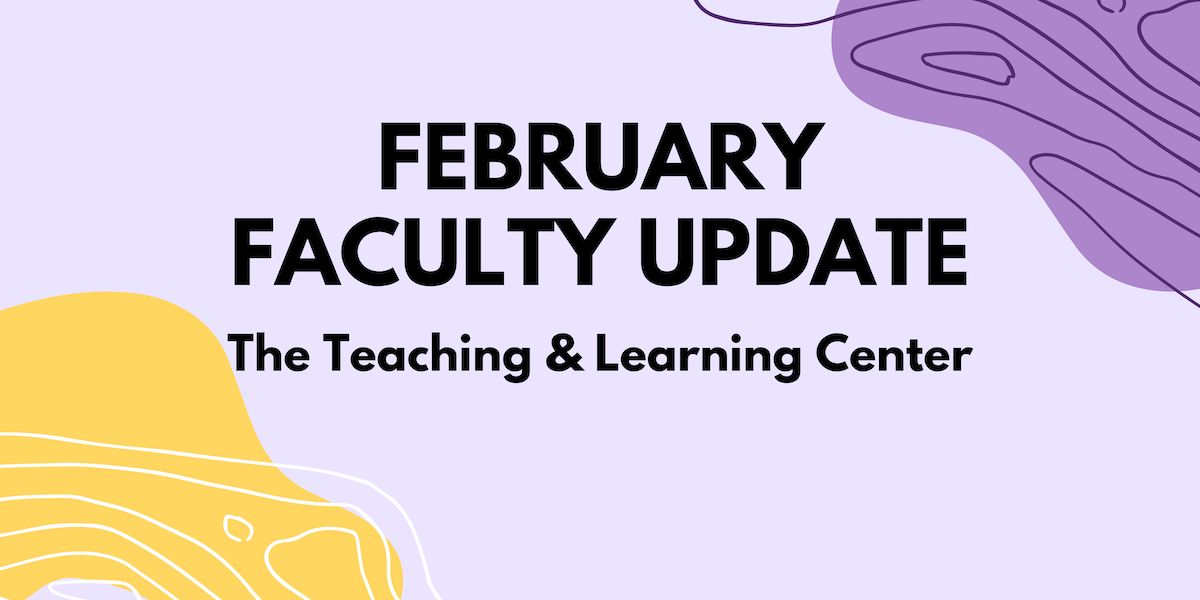 FEBRUARY
FACULTY UPDATE
The Teaching & Learning Center